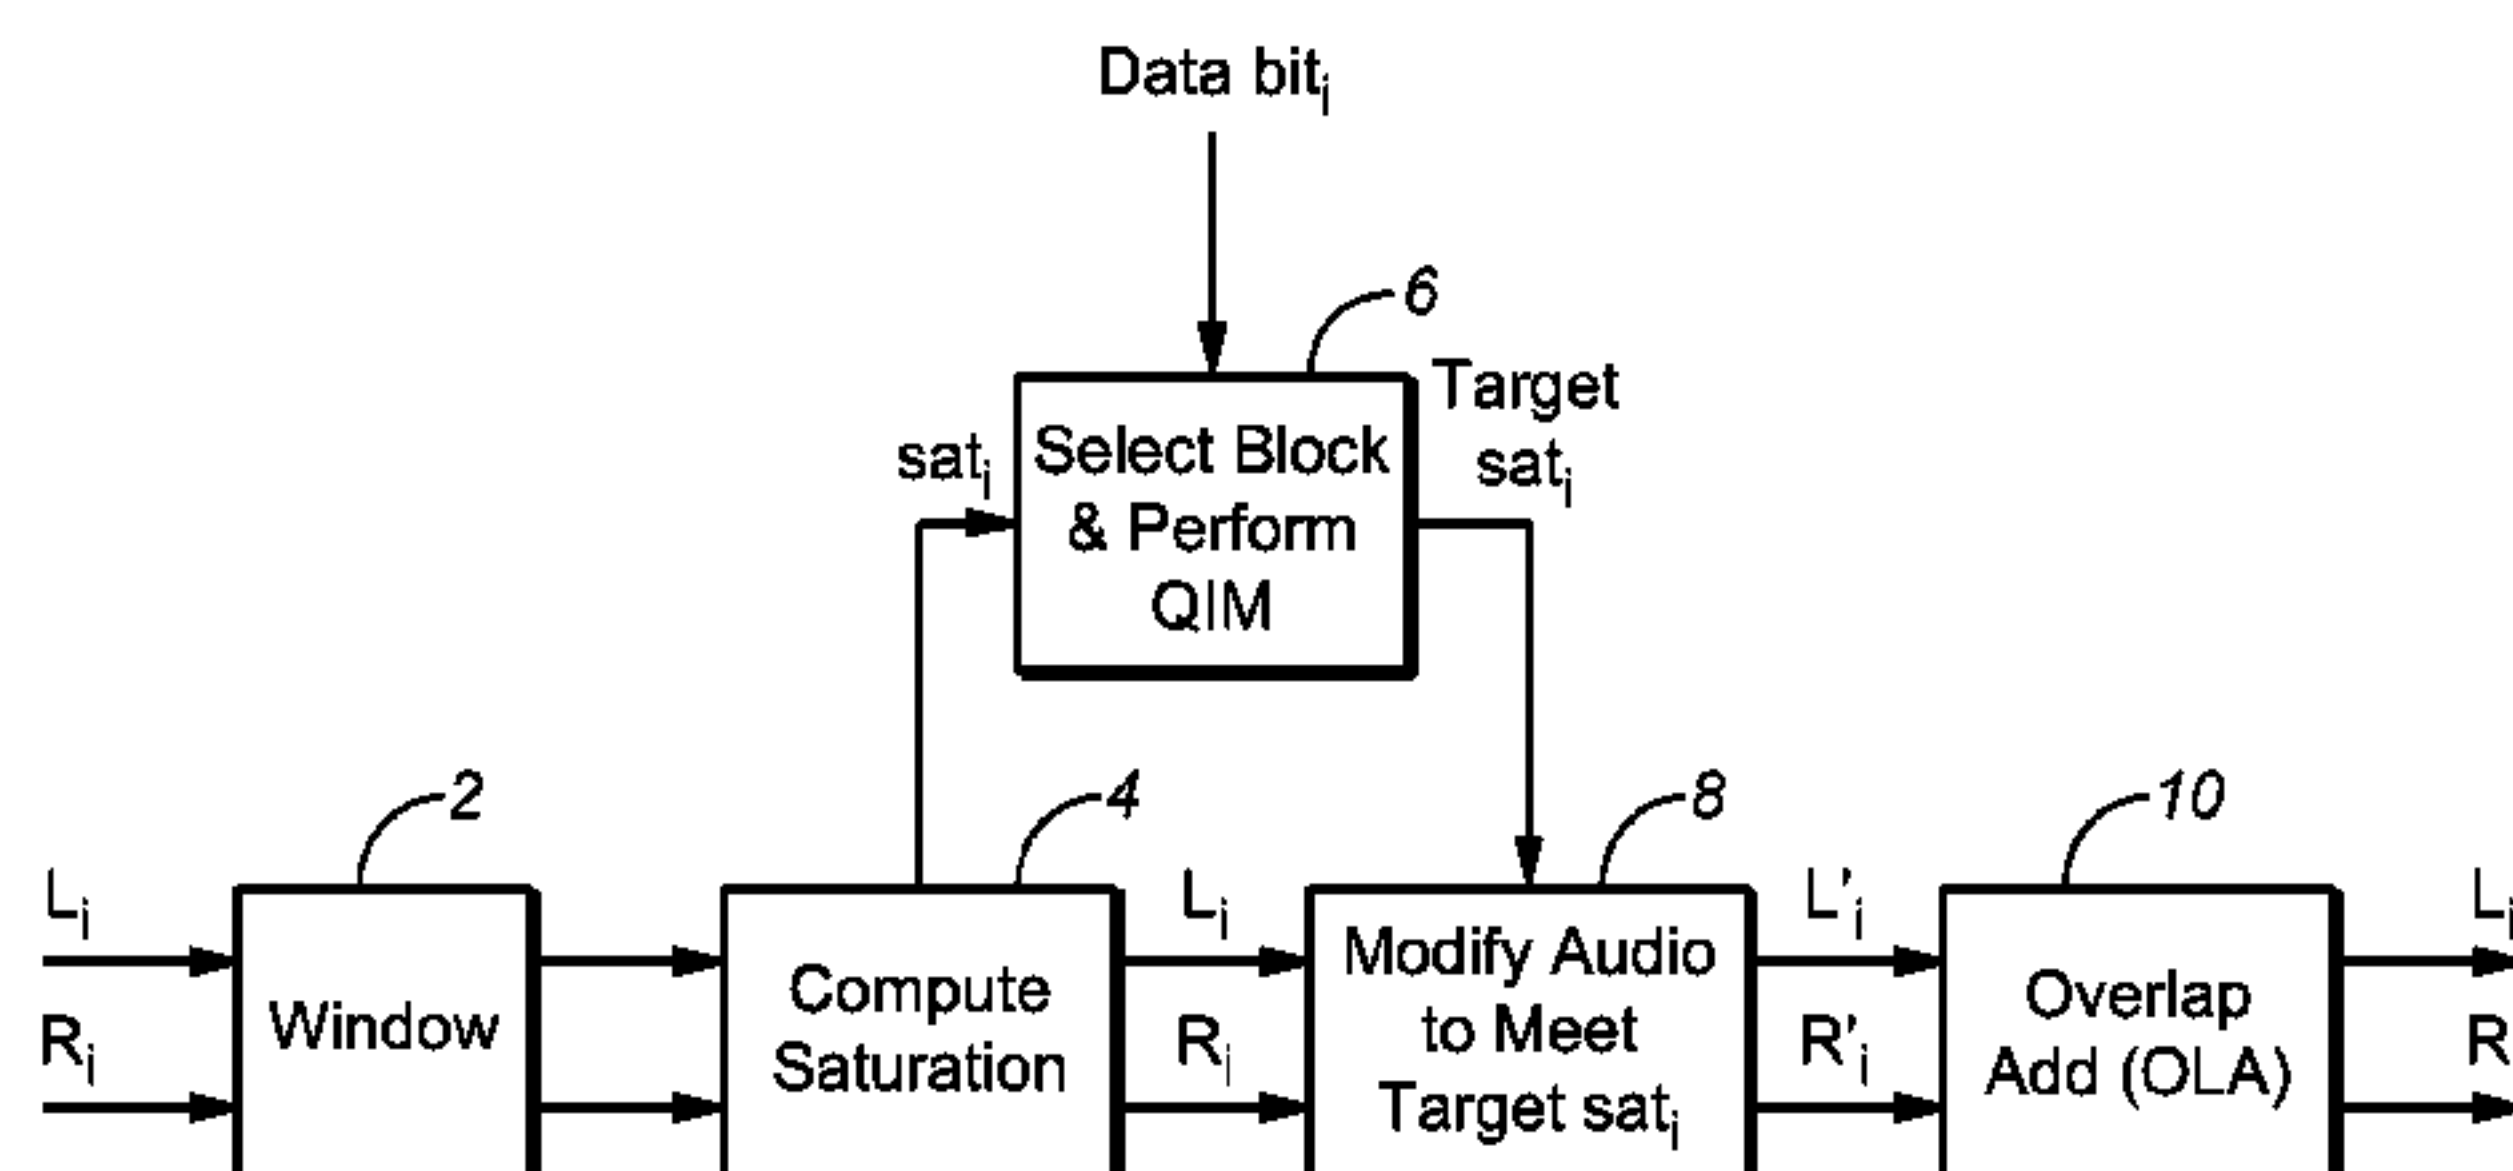 Data bitᵢ
6
Target
satᵢ
satᵢ
Select Block
& Perform
QIM
2
4
8
10
Lᵢ
Rᵢ
Window
Compute
Saturation
Lᵢ
Rᵢ
Modify Audio
to Meet
Target satᵢ
L'ᵢ
R'ᵢ
Overlap
Add (OLA)
Lᵢ
R